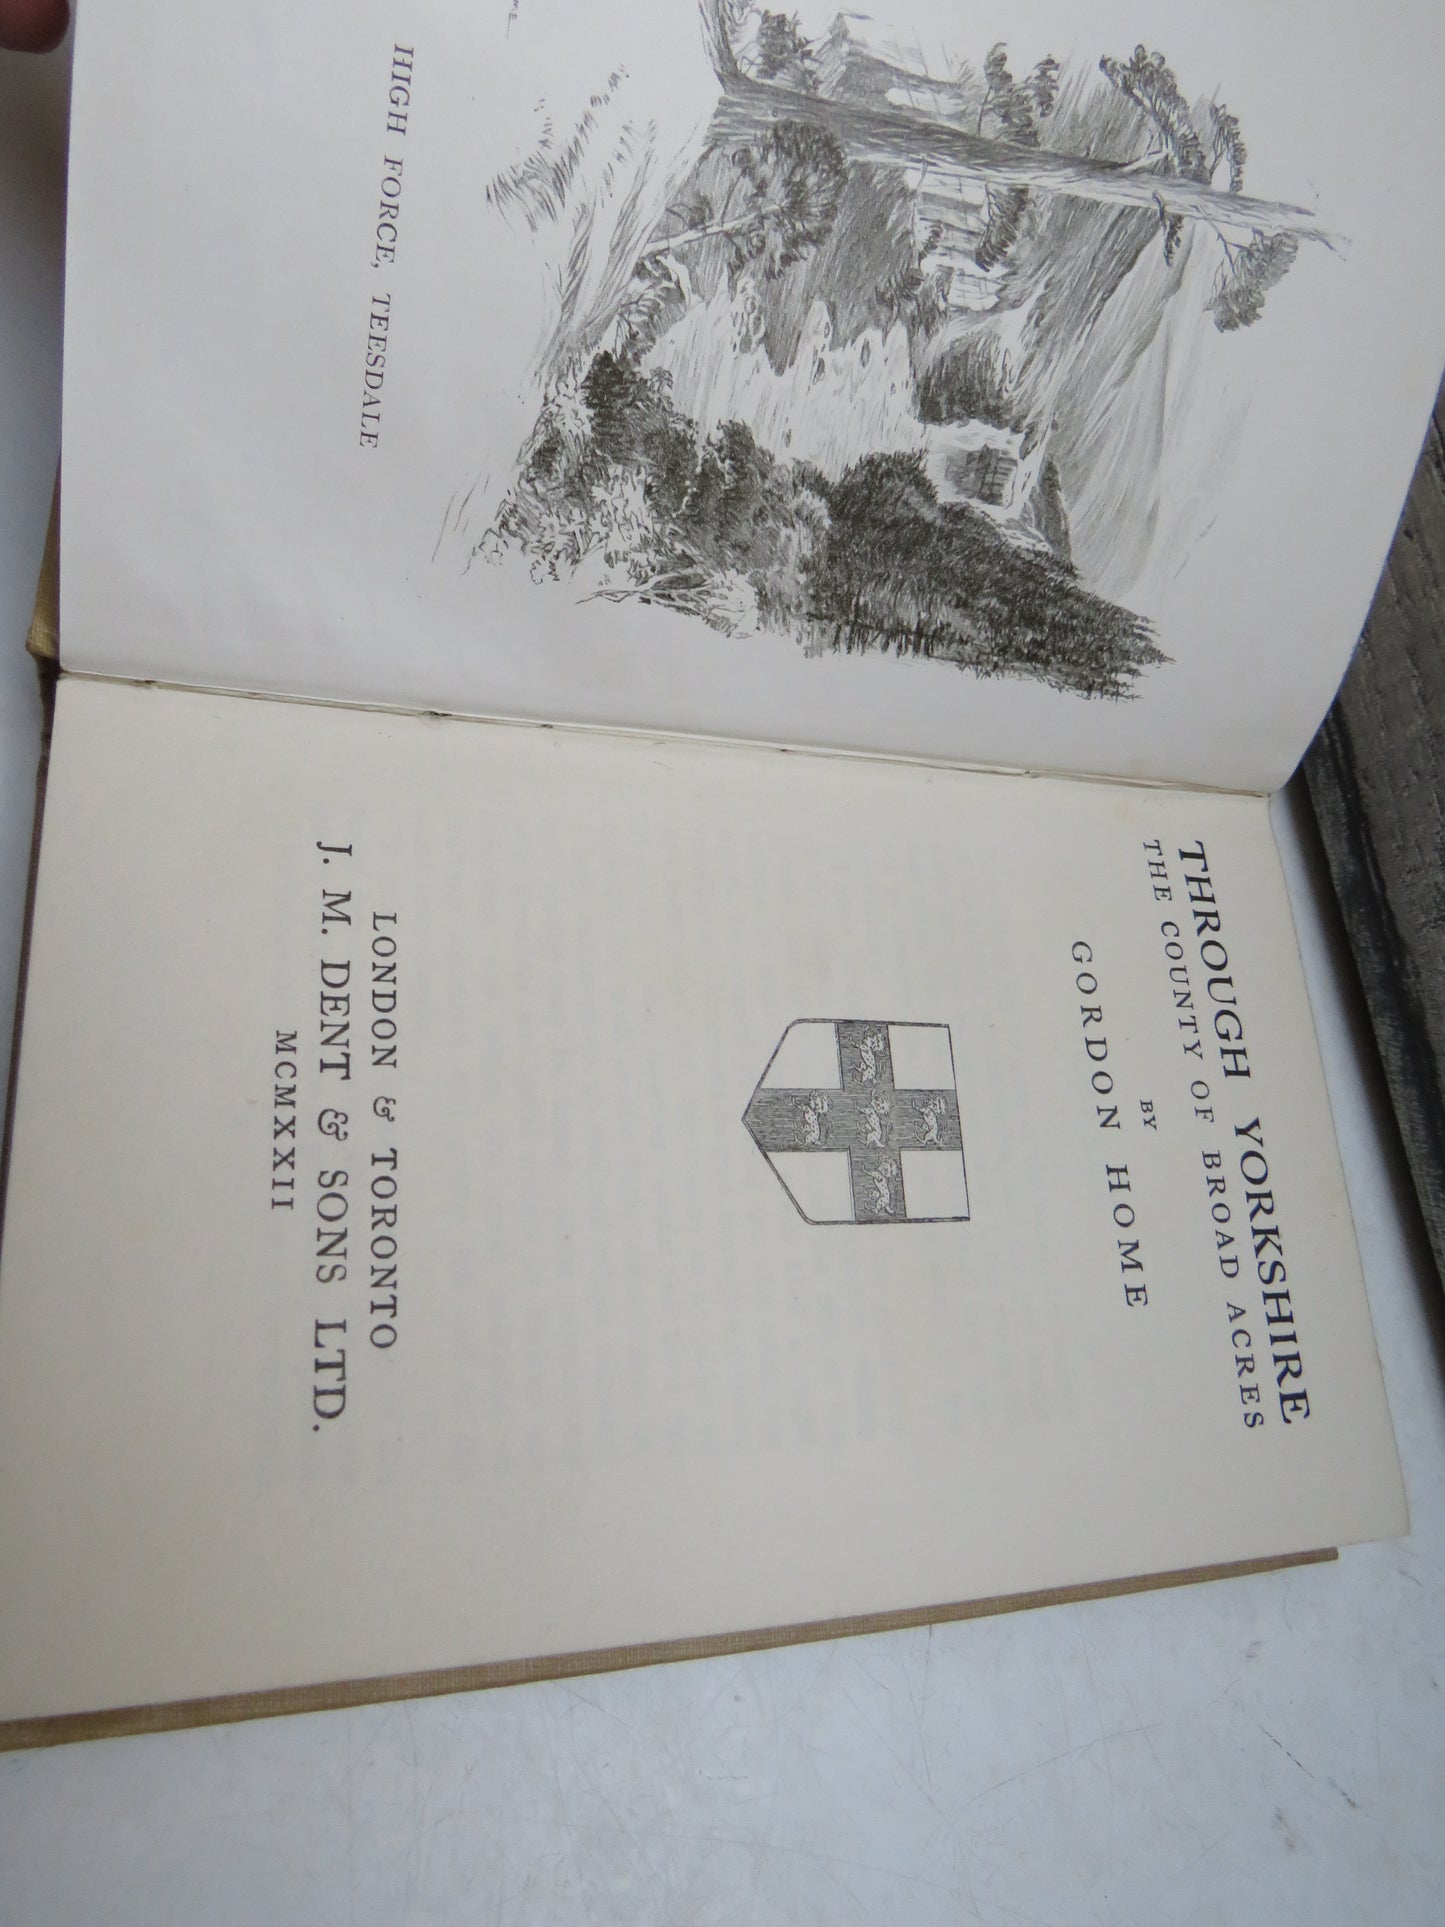 HIGH FORCE, TEESDALE
THROUGH YORKSHIRE
THE COUNTY OF BROAD ACRES
BY
GORDON HOME
LONDON & TORONTO
J. M. DENT & SONS LTD.
MCMXXII